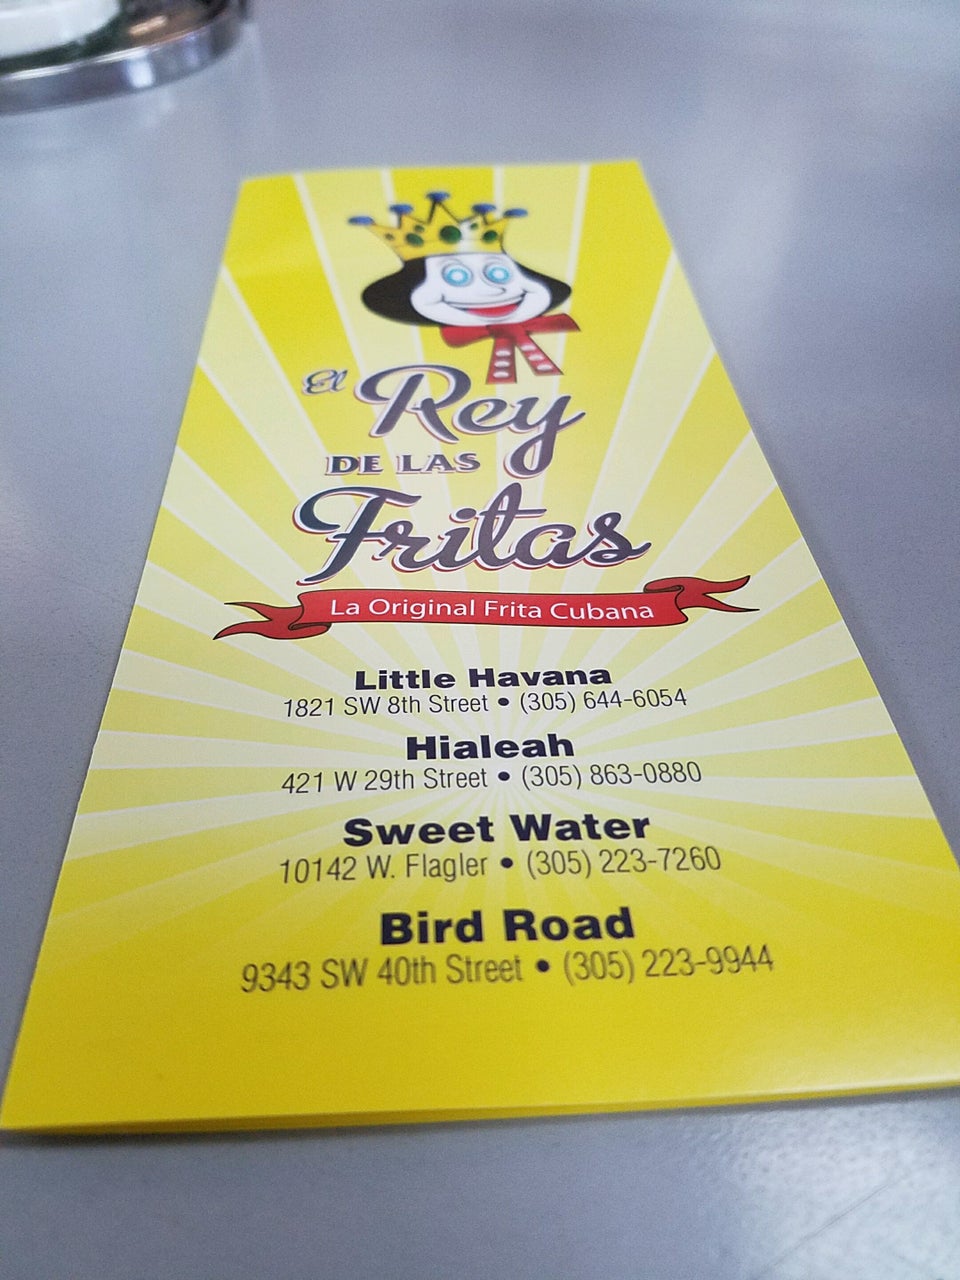 El Rey
DE LAS
Fritas
La Original Frita Cubana
Little Havana
1821 SW 8th Street • (305) 644-6054
Hialeah
421 W 29th Street • (305) 863-0880
Sweet Water
10142 W. Flagler • (305) 223-7260
Bird Road
9343 SW 40th Street • (305) 223-9944